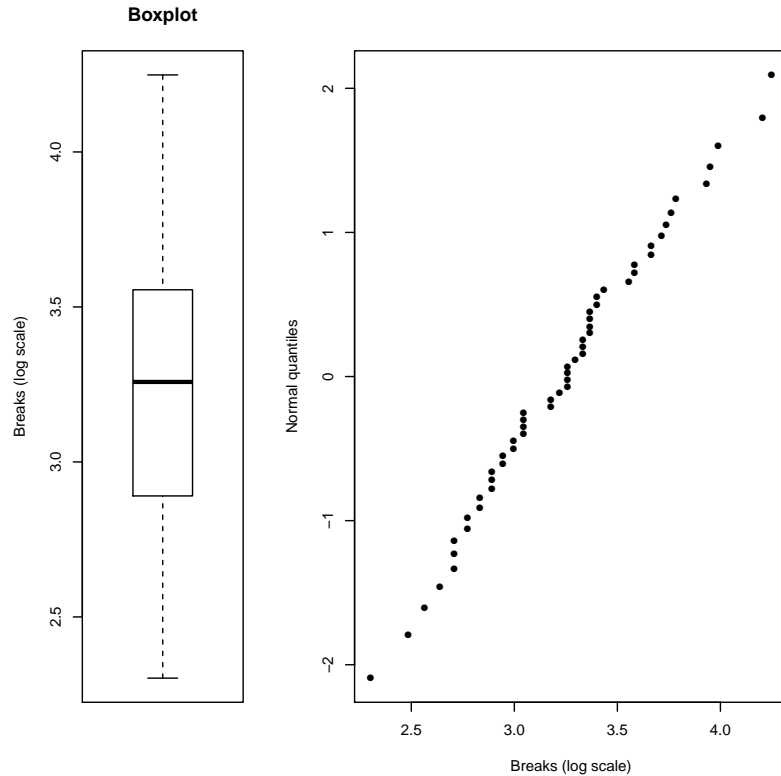 Boxplot
4.0
3.5
3.0
2.5
Breaks (log scale)
2
1
0
−1
−2
Normal quantiles
2.5 3.0 3.5 4.0
Breaks (log scale)